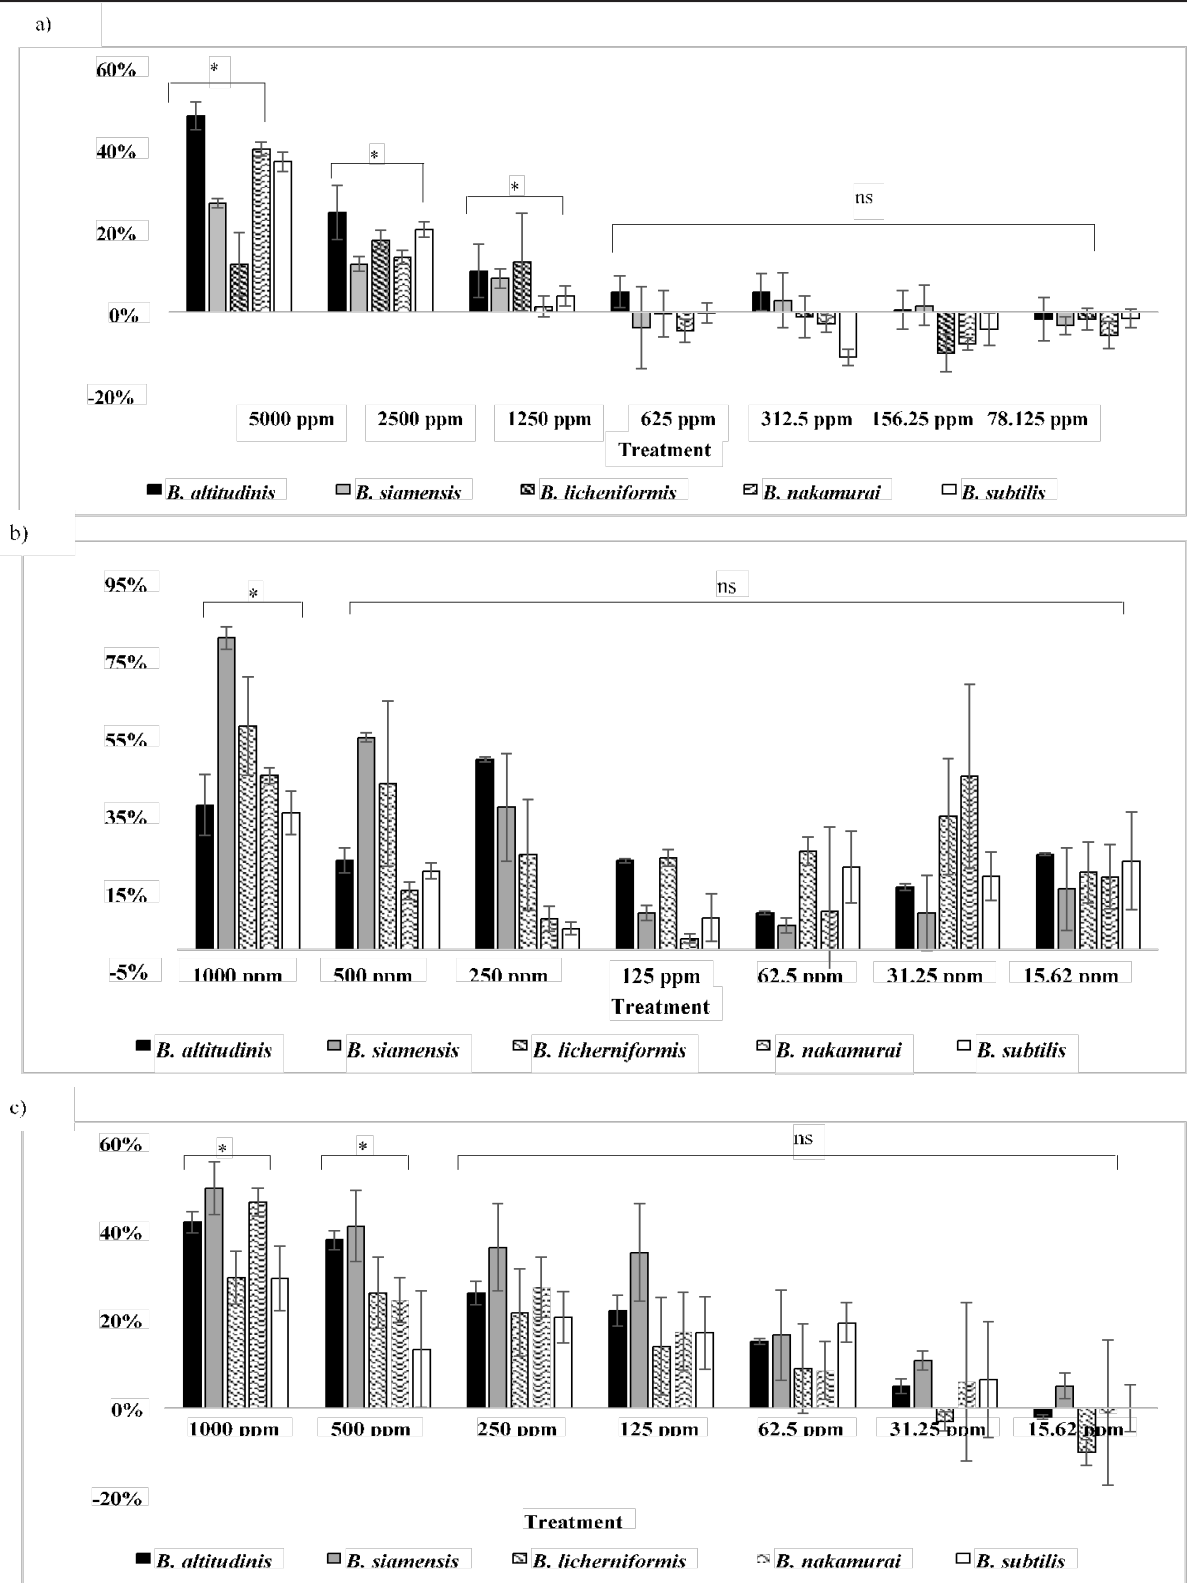 a)
60%
*
40%
*
20%
*
ns
0%
-20%
5000 ppm 2500 ppm 1250 ppm 625 ppm 312.5 ppm 156.25 ppm 78.125 ppm
Treatment
B. altitudinis B. siamensis B. licheniformis B. nakamurai B. subtilis
b)
95%
*
ns
75%
55%
35%
15%
-5%
1000 ppm 500 ppm 250 ppm 125 ppm 62.5 ppm 31.25 ppm 15.62 ppm
Treatment
B. altitudinis B. siamensis B. licherniformis B. nakamurai B. subtilis
c)
60%
*
*
ns
40%
20%
0%
1000 ppm 500 ppm 250 ppm 125 ppm 62.5 ppm 31.25 ppm 15.62 ppm
-20%
Treatment
B. altitudinis B. siamensis B. licherniformis B. nakamurai B. subtilis